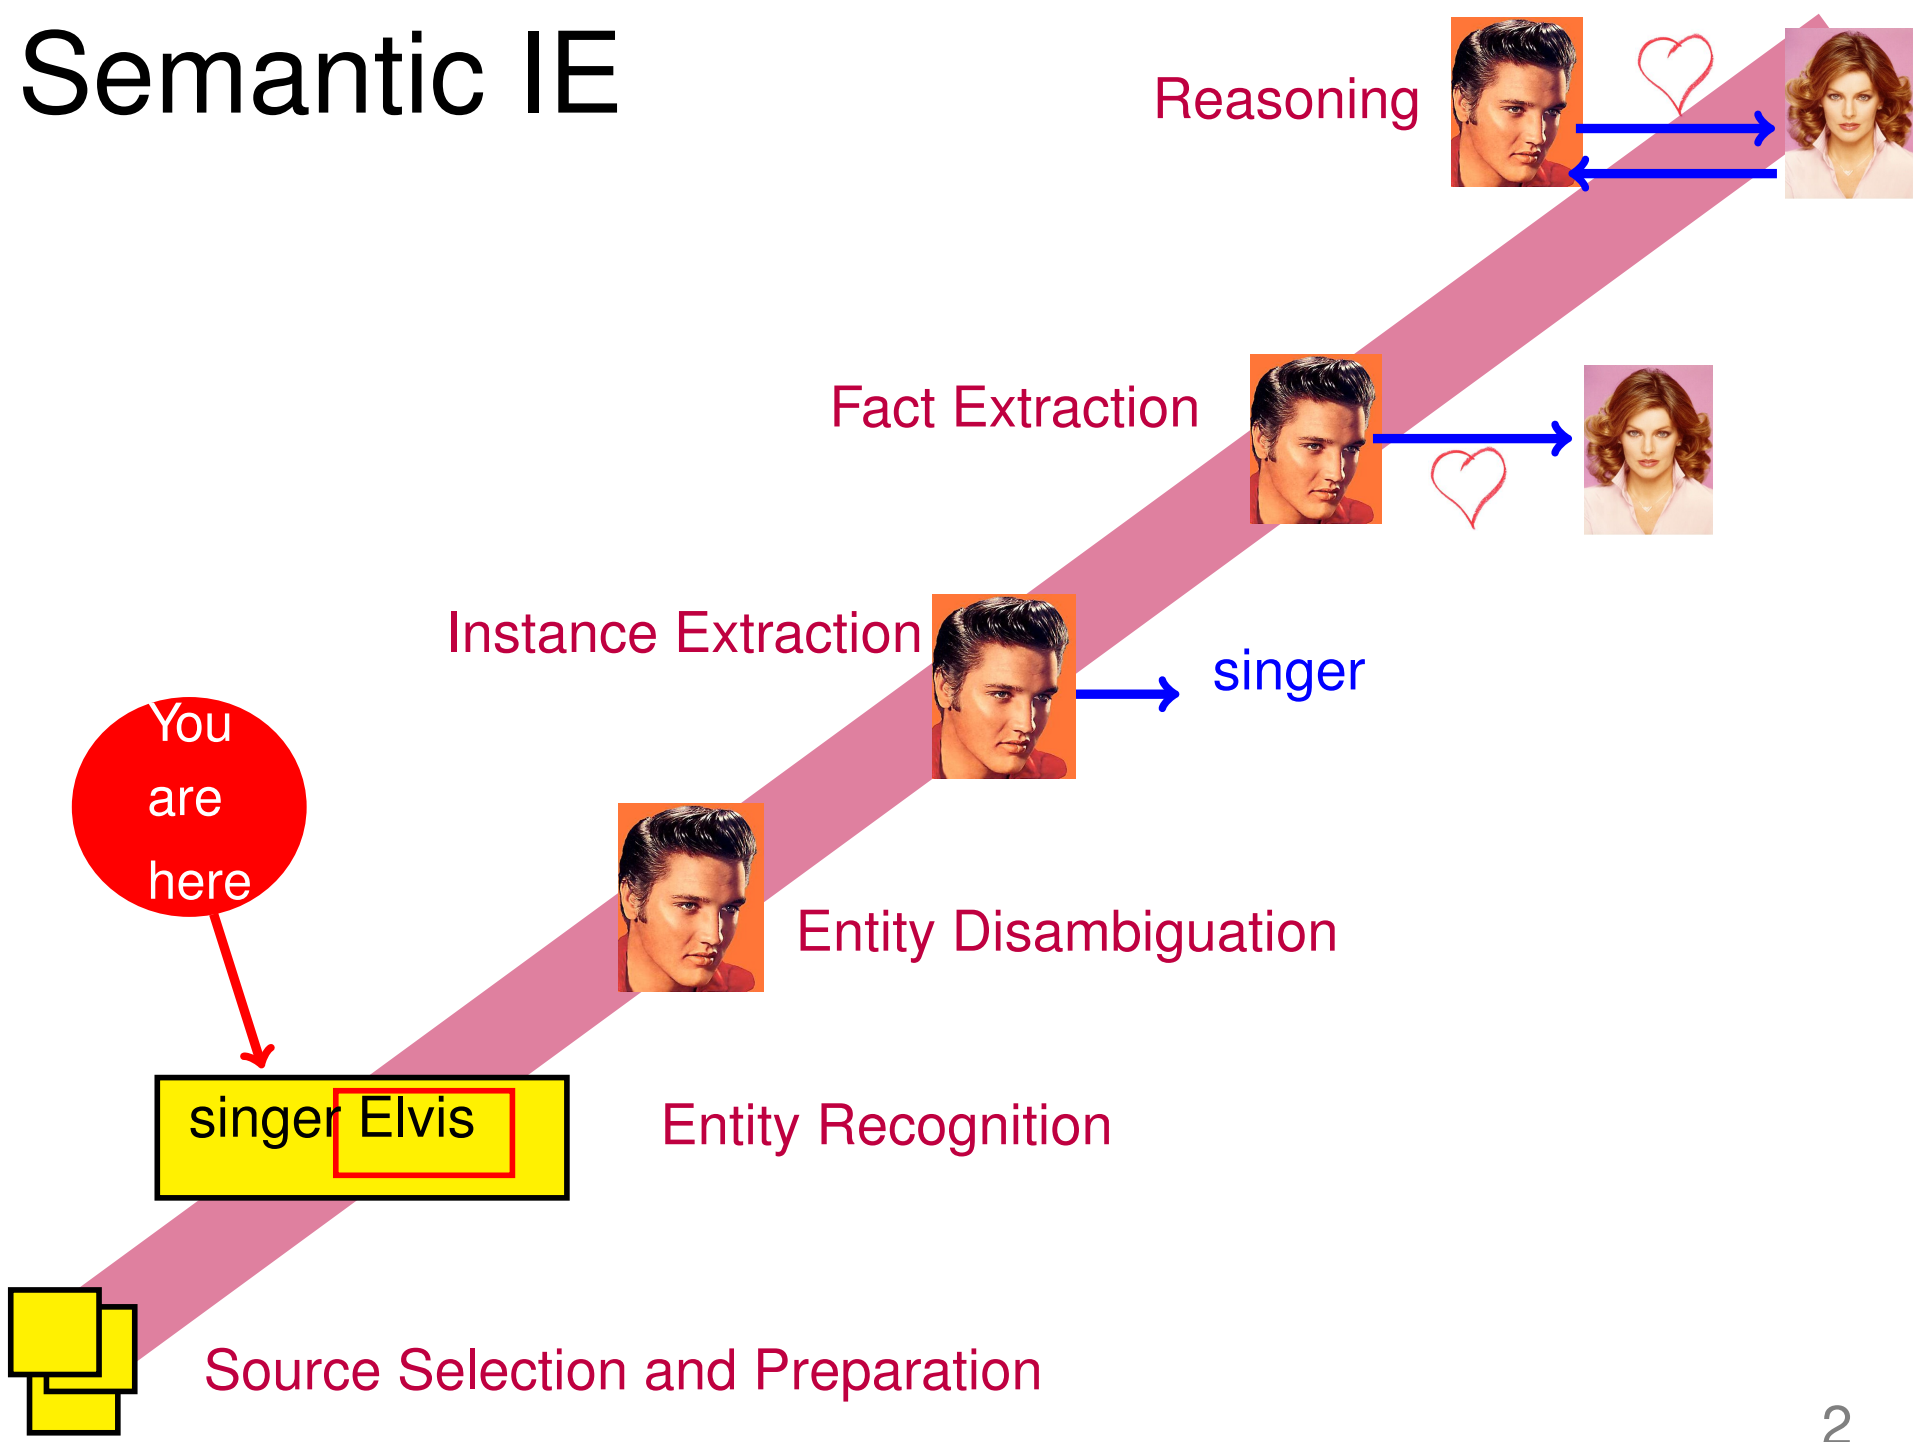 Semantic IE
Reasoning
Fact Extraction
Instance Extraction
singer
You
are
here
Entity Disambiguation
singer Elvis
Entity Recognition
Source Selection and Preparation
2